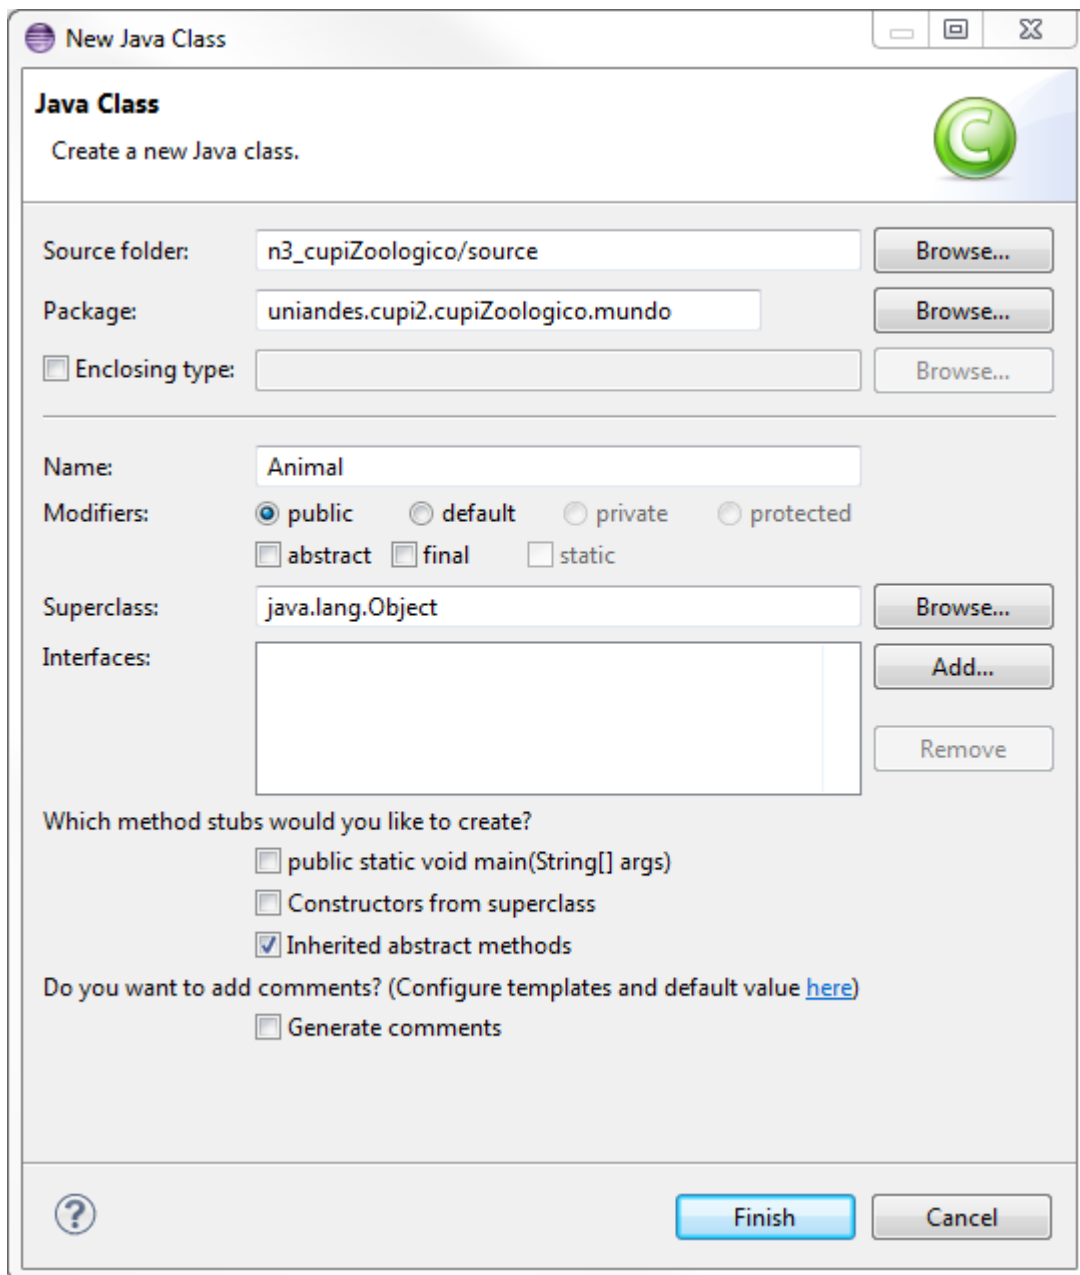 New Java Class
Java Class
Create a new Java class.
C
Source folder: n3_cupiZoologico/source Browse...
Package: uniandes.cupi2.cupiZoologico.mundo Browse...
Enclosing type: Browse...
Name: Animal
Modifiers: public default private protected
abstract final static
Superclass: java.lang.Object Browse...
Interfaces: Add...
Remove
Which method stubs would you like to create?
public static void main(String[] args)
Constructors from superclass
Inherited abstract methods
Do you want to add comments? (Configure templates and default value here)
Generate comments
? Finish Cancel